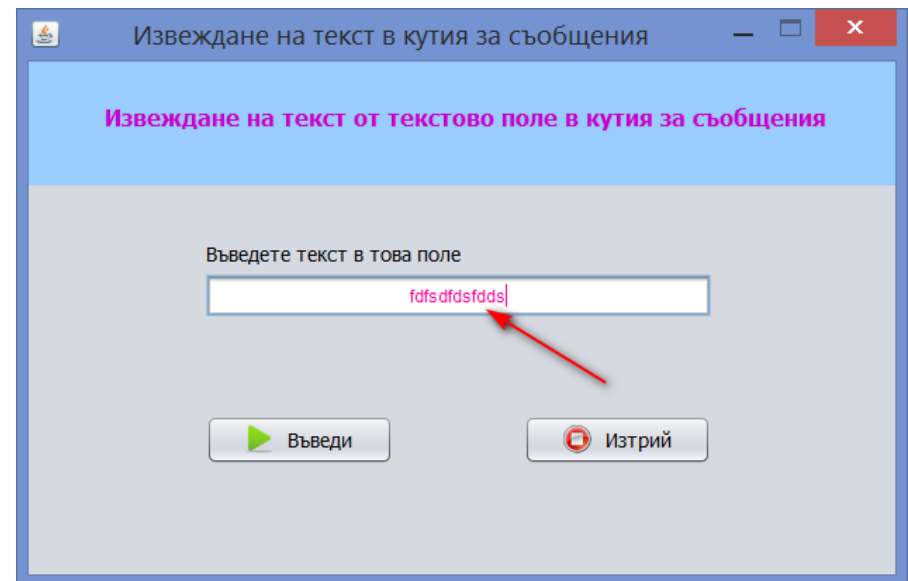 Извеждане на текст в кутия за съобщения
Извеждане на текст от текстово поле в кутия за съобщения
Въведете текст в това поле
fdfsdfdsfdds
Въведи
Изтрий